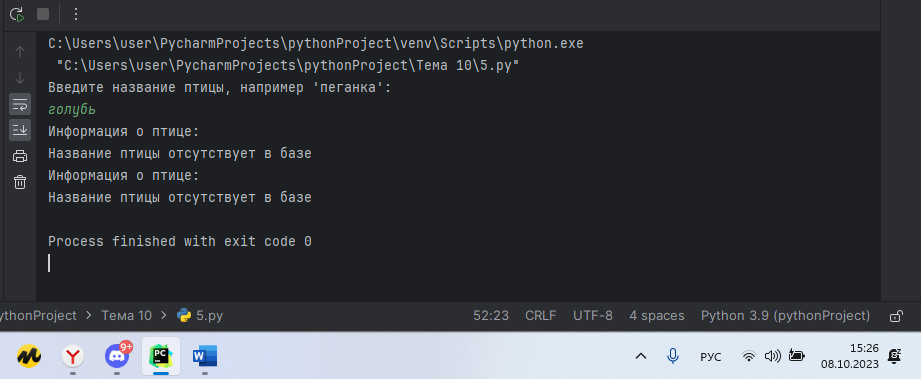 C:\Users\user\PycharmProjects\pythonProject\venv\Scripts\python.exe
"C:\Users\user\PycharmProjects\pythonProject\Тема 10\5.py"
Введите название птицы, например 'пеганка':
голубь
Информация о птице:
Название птицы отсутствует в базе
Информация о птице:
Название птицы отсутствует в базе
Process finished with exit code 0
ythonProject > Тема 10 > 5.py 52:23 CRLF UTF-8 4 spaces Python 3.9 (pythonProject)
9+ PC W РУС 15:26
08.10.2023